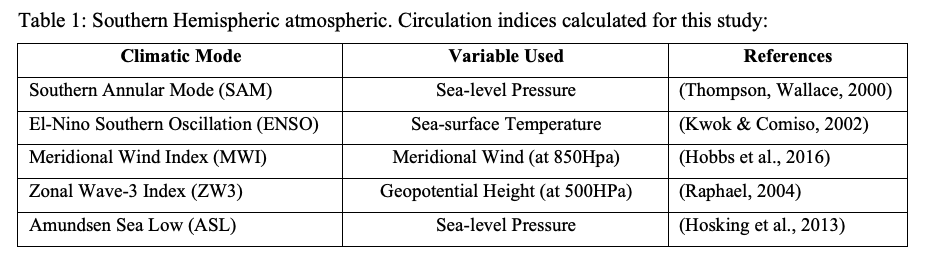 Table 1: Southern Hemispheric atmospheric. Circulation indices calculated for this study:
Climatic Mode Variable Used References
Southern Annular Mode (SAM) Sea-level Pressure (Thompson, Wallace, 2000)
El-Nino Southern Oscillation (ENSO) Sea-surface Temperature (Kwok & Comiso, 2002)
Meridional Wind Index (MWI) Meridional Wind (at 850Hpa) (Hobbs et al., 2016)
Zonal Wave-3 Index (ZW3) Geopotential Height (at 500HPa) (Raphael, 2004)
Amundsen Sea Low (ASL) Sea-level Pressure (Hosking et al., 2013)